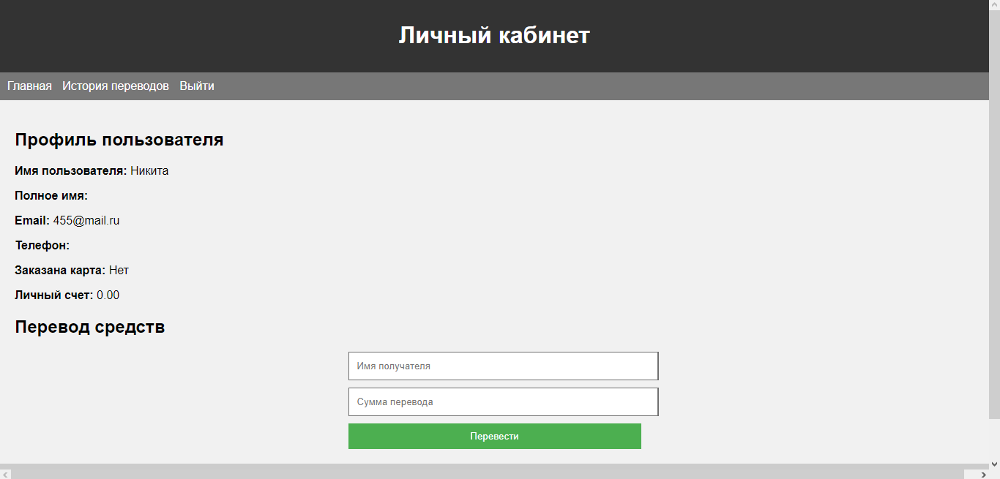 Личный кабинет
Главная История переводов Выйти
Профиль пользователя
Имя пользователя: Никита
Полное имя:
Email: 455@mail.ru
Телефон:
Заказана карта: Нет
Личный счет: 0.00
Перевод средств
Имя получателя
Сумма перевода
Перевести